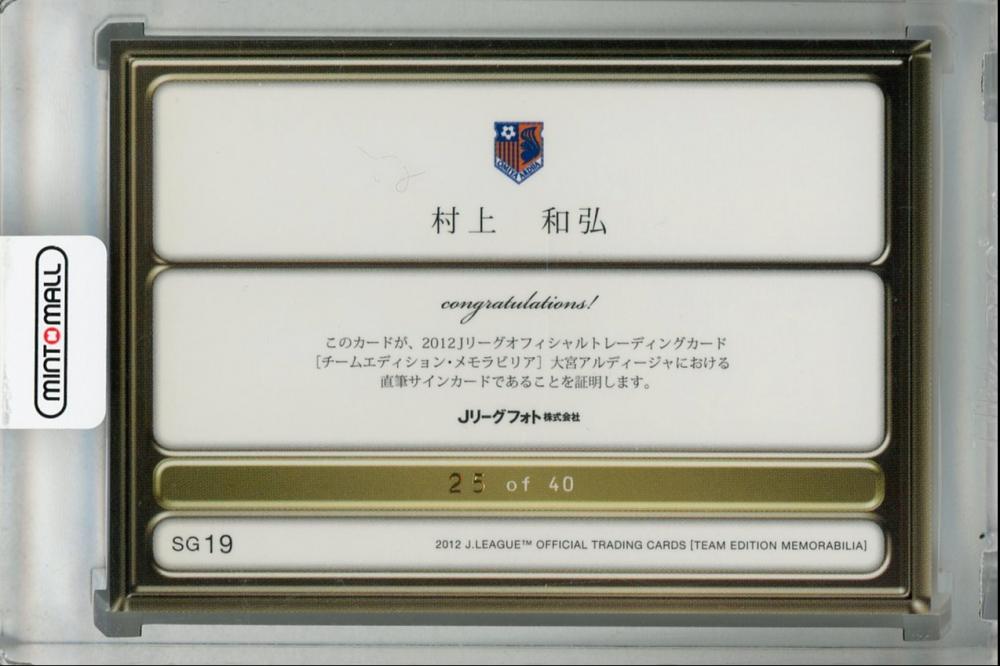 OMIYA ARDIJA
村上 和弘
congratulations!
このカードが、2012Jリーグオフィシャルトレーディングカード
[チームエディション・メモラビリア] 大宮アルディージャにおける
直筆サインカードであることを証明します。
Jリーグフォト株式会社
25 of 40
SG19
2012 J.LEAGUE™ OFFICIAL TRADING CARDS [TEAM EDITION MEMORABILIA]
MINTOMALL